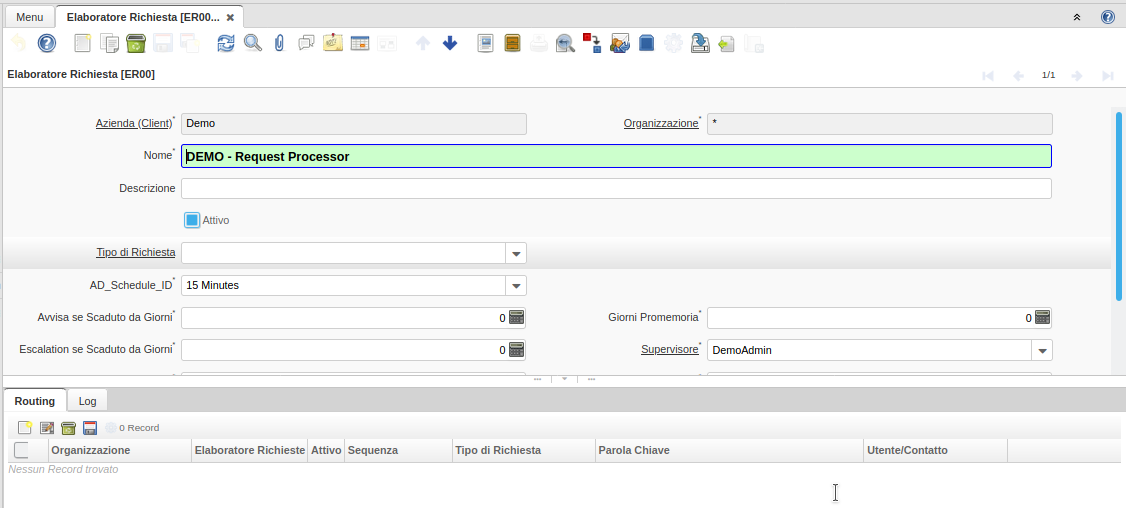 Menu
Elaboratore Richiesta [ER00...
Elaboratore Richiesta [ER00]
1/1
Azienda (Client)* Demo Organizzazione* *
Nome* DEMO - Request Processor
Descrizione
Attivo
Tipo di Richiesta
AD_Schedule_ID* 15 Minutes
Avvisa se Scaduto da Giorni* 0 Giorni Promemoria* 0
Escalation se Scaduto da Giorni* 0 Supervisore* DemoAdmin
Routing Log
0 Record
Organizzazione Elaboratore Richieste Attivo Sequenza Tipo di Richiesta Parola Chiave Utente/Contatto
Nessun Record trovato